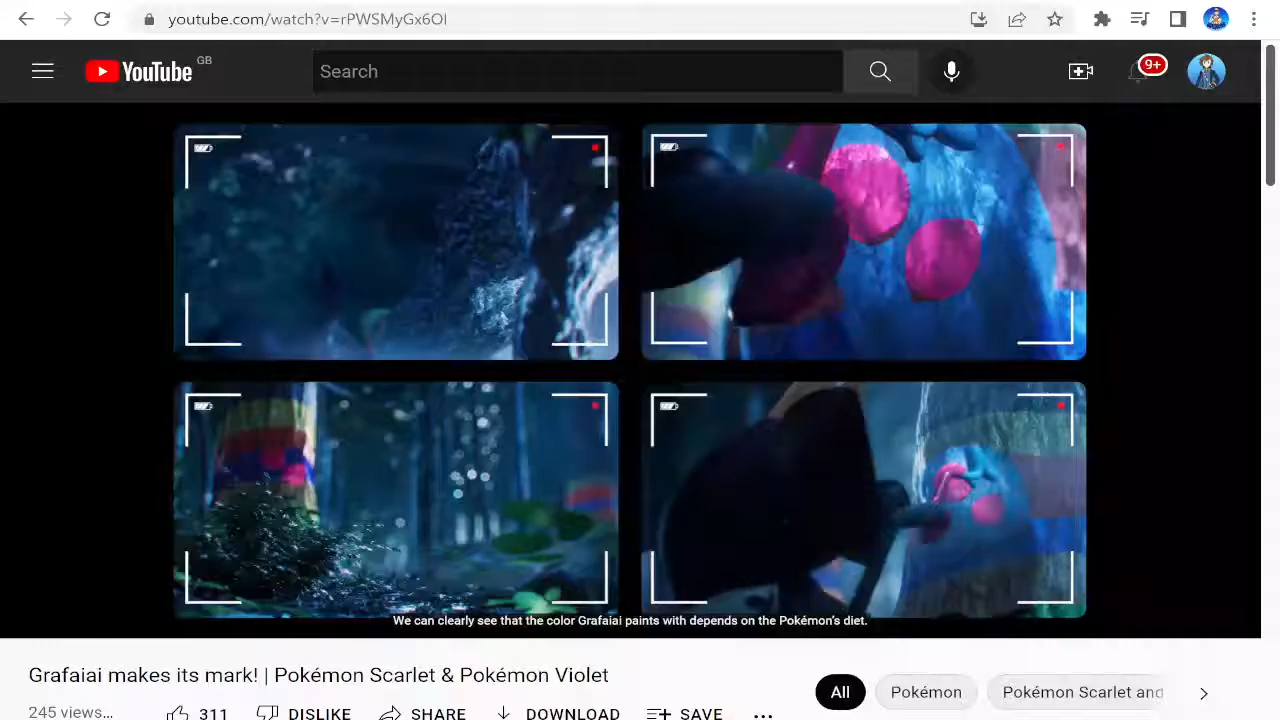 youtube.com/watch?v=rPWSMyGx6OI
YouTube GB
Search
9+
We can clearly see that the color Grafaiai paints with depends on the Pokémon's diet.
Grafaiai makes its mark! | Pokémon Scarlet & Pokémon Violet
All Pokémon Pokémon Scarlet and
245 views... 311 DISLIKE SHARE DOWNLOAD SAVE ...